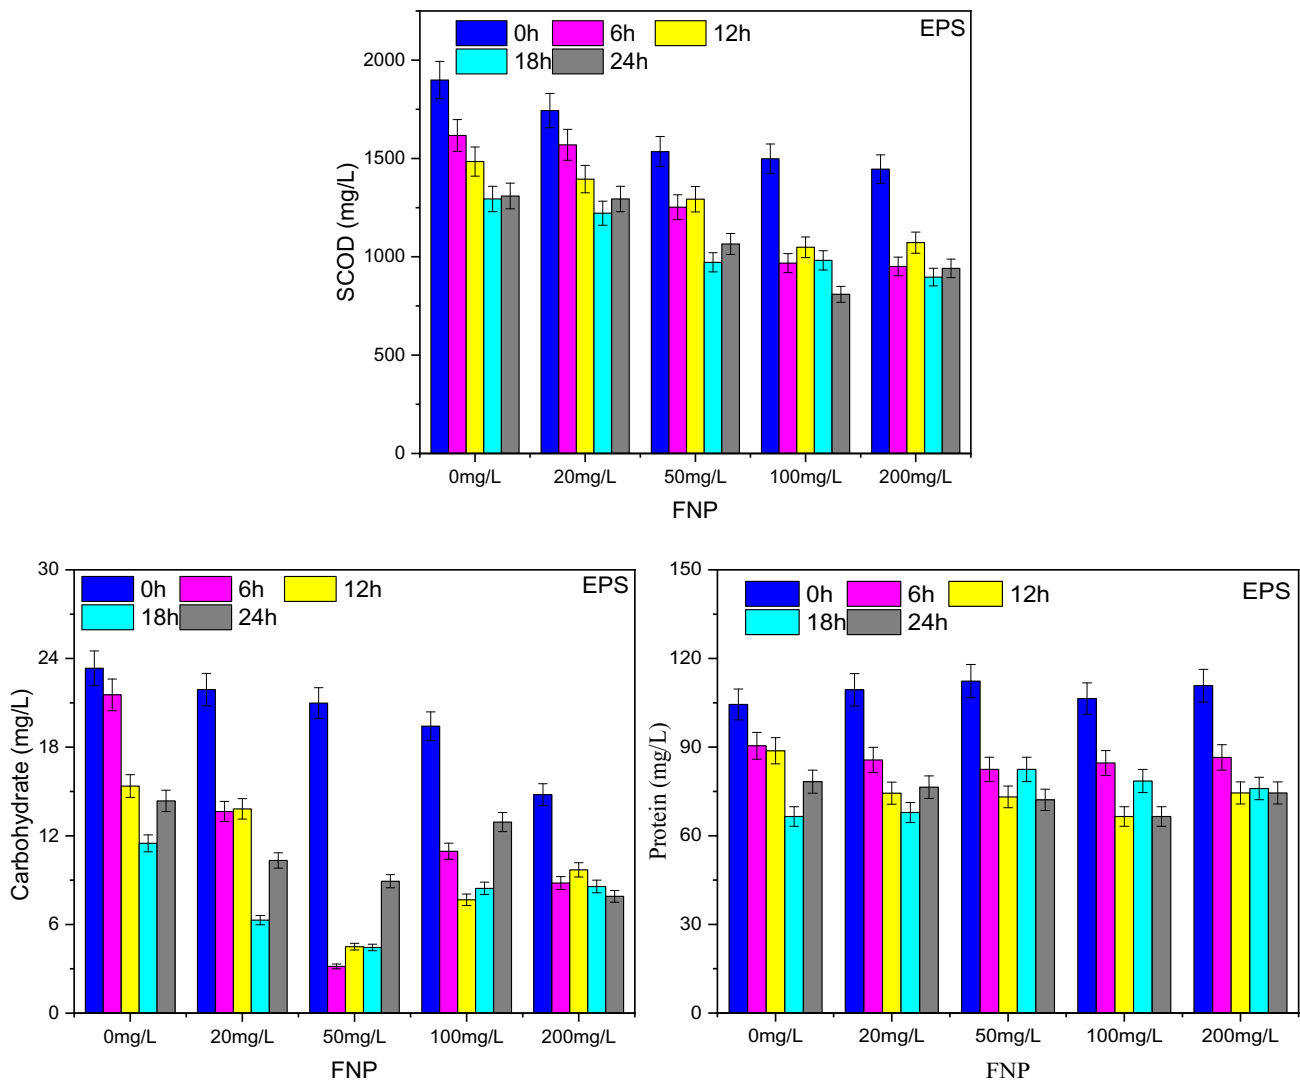 0h 6h 12h EPS
18h 24h
2000
1500
1000
500
0
SCOD (mg/L)
0mg/L 20mg/L 50mg/L 100mg/L 200mg/L
FNP
0h 6h 12h EPS
18h 24h
30
24
18
12
6
0
Carbohydrate (mg/L)
0mg/L 20mg/L 50mg/L 100mg/L 200mg/L
FNP
0h 6h 12h EPS
18h 24h
150
120
90
60
30
0
Protein (mg/L)
0mg/L 20mg/L 50mg/L 100mg/L 200mg/L
FNP